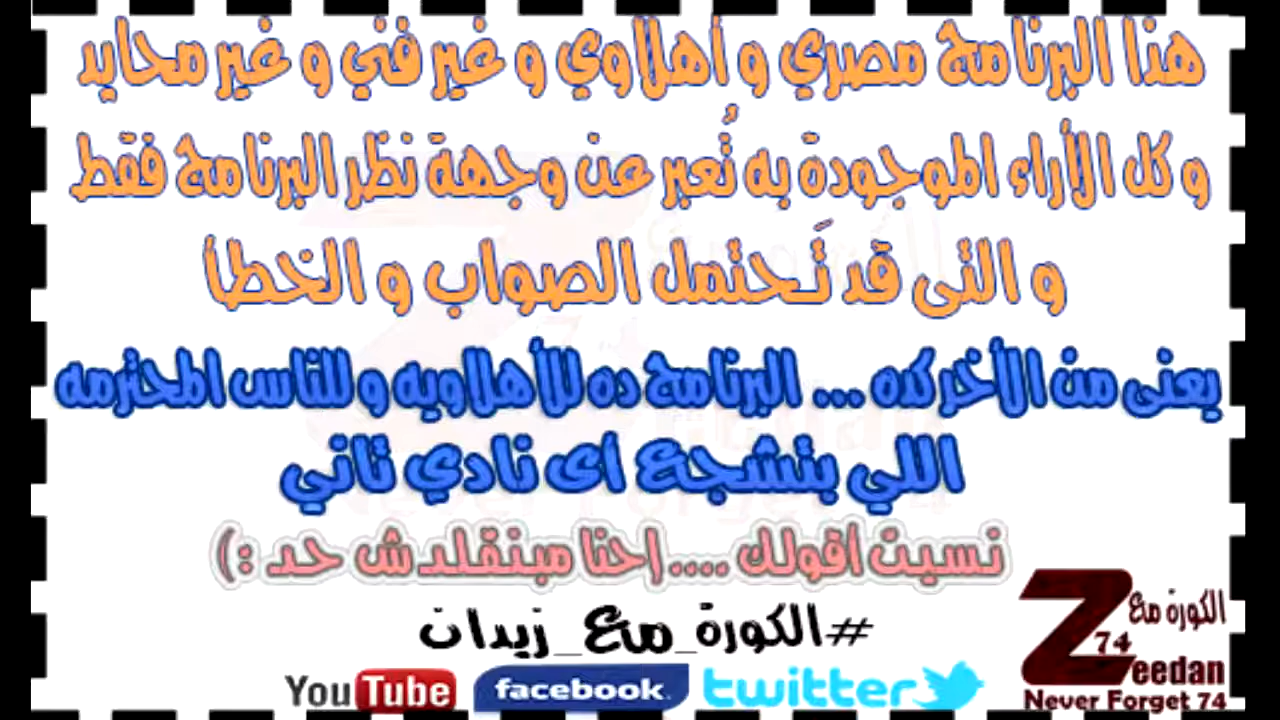 هذا البرنامج مصري و أهلاوي و غير فني و غير محايد
و كل الأراء الموجودة به تُعبر عن وجهة نظر البرنامج فقط
و التى قد تَحتمل الصواب و الخطأ
يعنى من الأخر كده ... البرنامج ده للأهلاويه و للناس المحترمه
اللي بتشجع اى نادي تاني
نسيت أقولك .... إحنا مبنقلدش حد :)
#الكورة_مع_زيدان
YouTube facebook twitter
الكورة مع
Zeedan
74
Never Forget 74